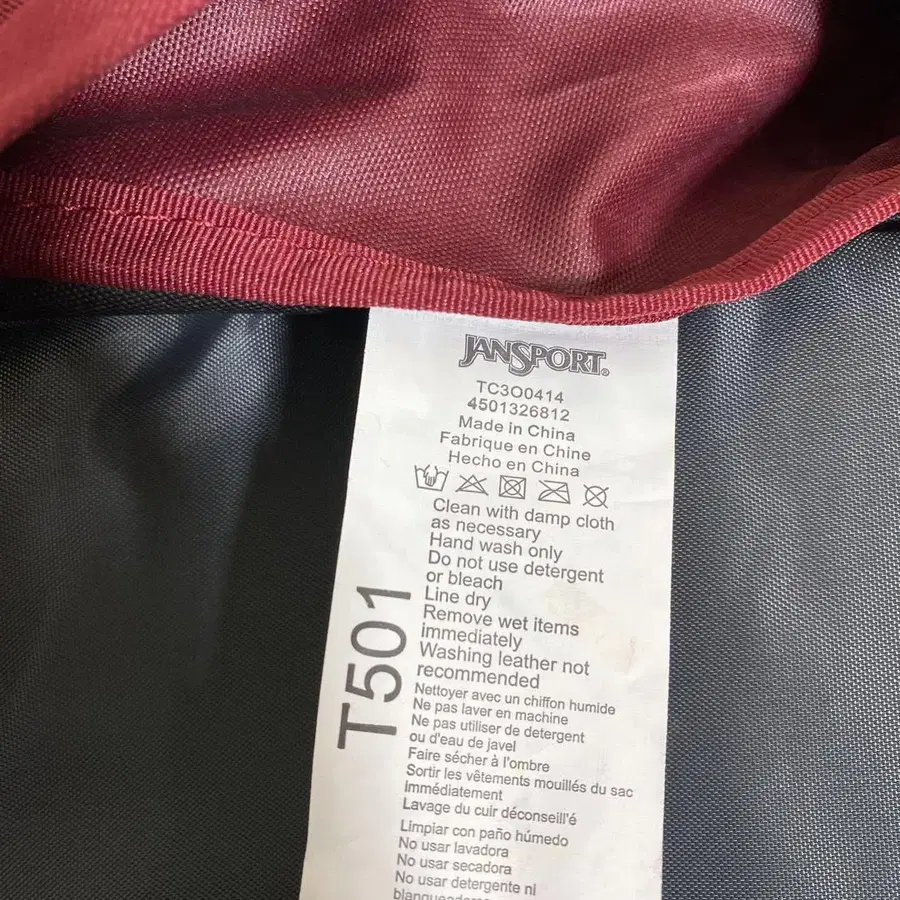 JANSPORT®
TC3O0414
4501326812
Made in China
Fabrique en Chine
Hecho en China
Clean with damp cloth
as necessary
Hand wash only
Do not use detergent
or bleach
Line dry
Remove wet items
immediately
Washing leather not
recommended
Nettoyer avec un chiffon humide
Ne pas laver en machine
Ne pas utiliser de detergent
ou d'eau de javel
Faire sécher à l'ombre
Sortir les vêtements mouillés du sac
Immédiatement
Lavage du cuir déconseill'é
Limpiar con paño húmedo
No usar lavadora
No usar secadora
No usar detergente ni
T501